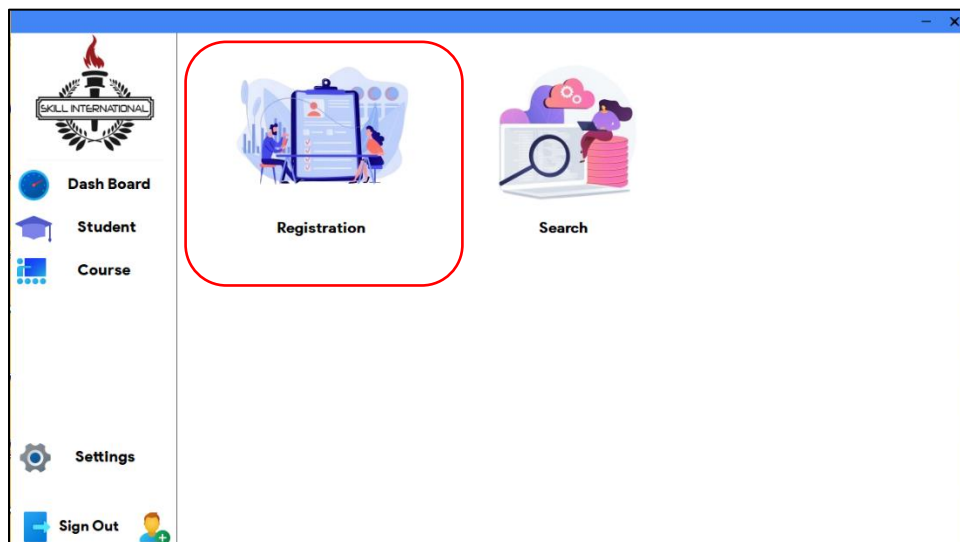 SKILL INTERNATIONAL
Dash Board
Student
Course
Settings
Sign Out
Registration
Search